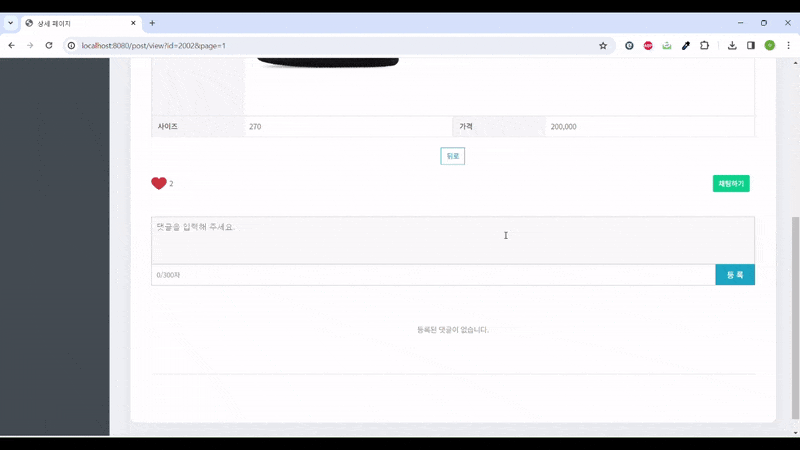 상세 페이지
localhost:8080/post/view?id=2002&page=1
사이즈 270 가격 200,000
뒤로
2 채팅하기
댓글을 입력해 주세요.
0/300자 등 록
등록된 댓글이 없습니다.